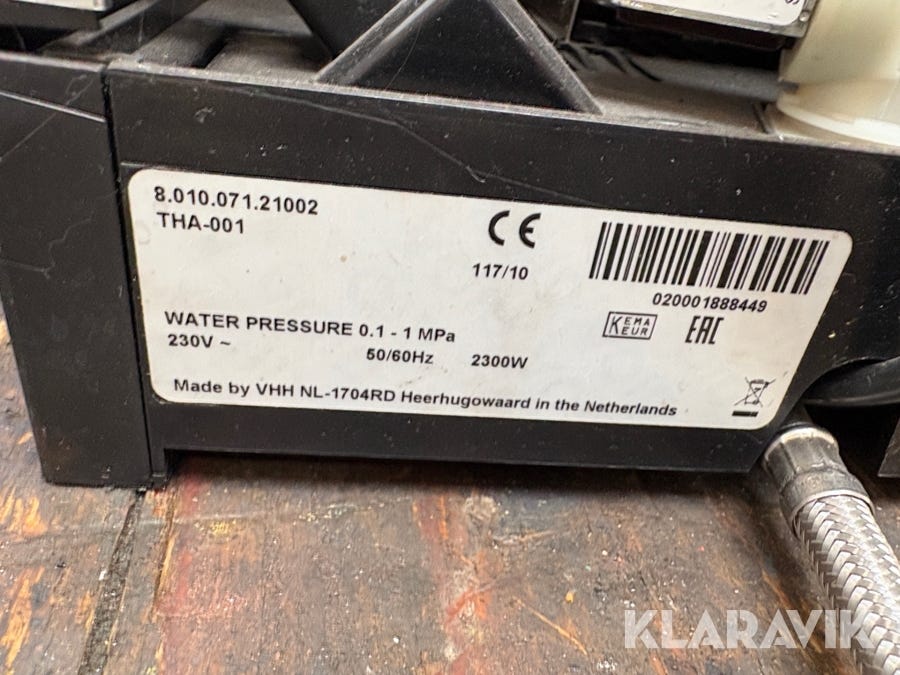 8.010.071.21002
THA-001
CE
117/10
020001888449
KEMA
KEUR
EAC
WATER PRESSURE 0.1 - 1 MPa
230V ~ 50/60Hz 2300W
Made by VHH NL-1704RD Heerhugowaard in the Netherlands
KLARAVIK